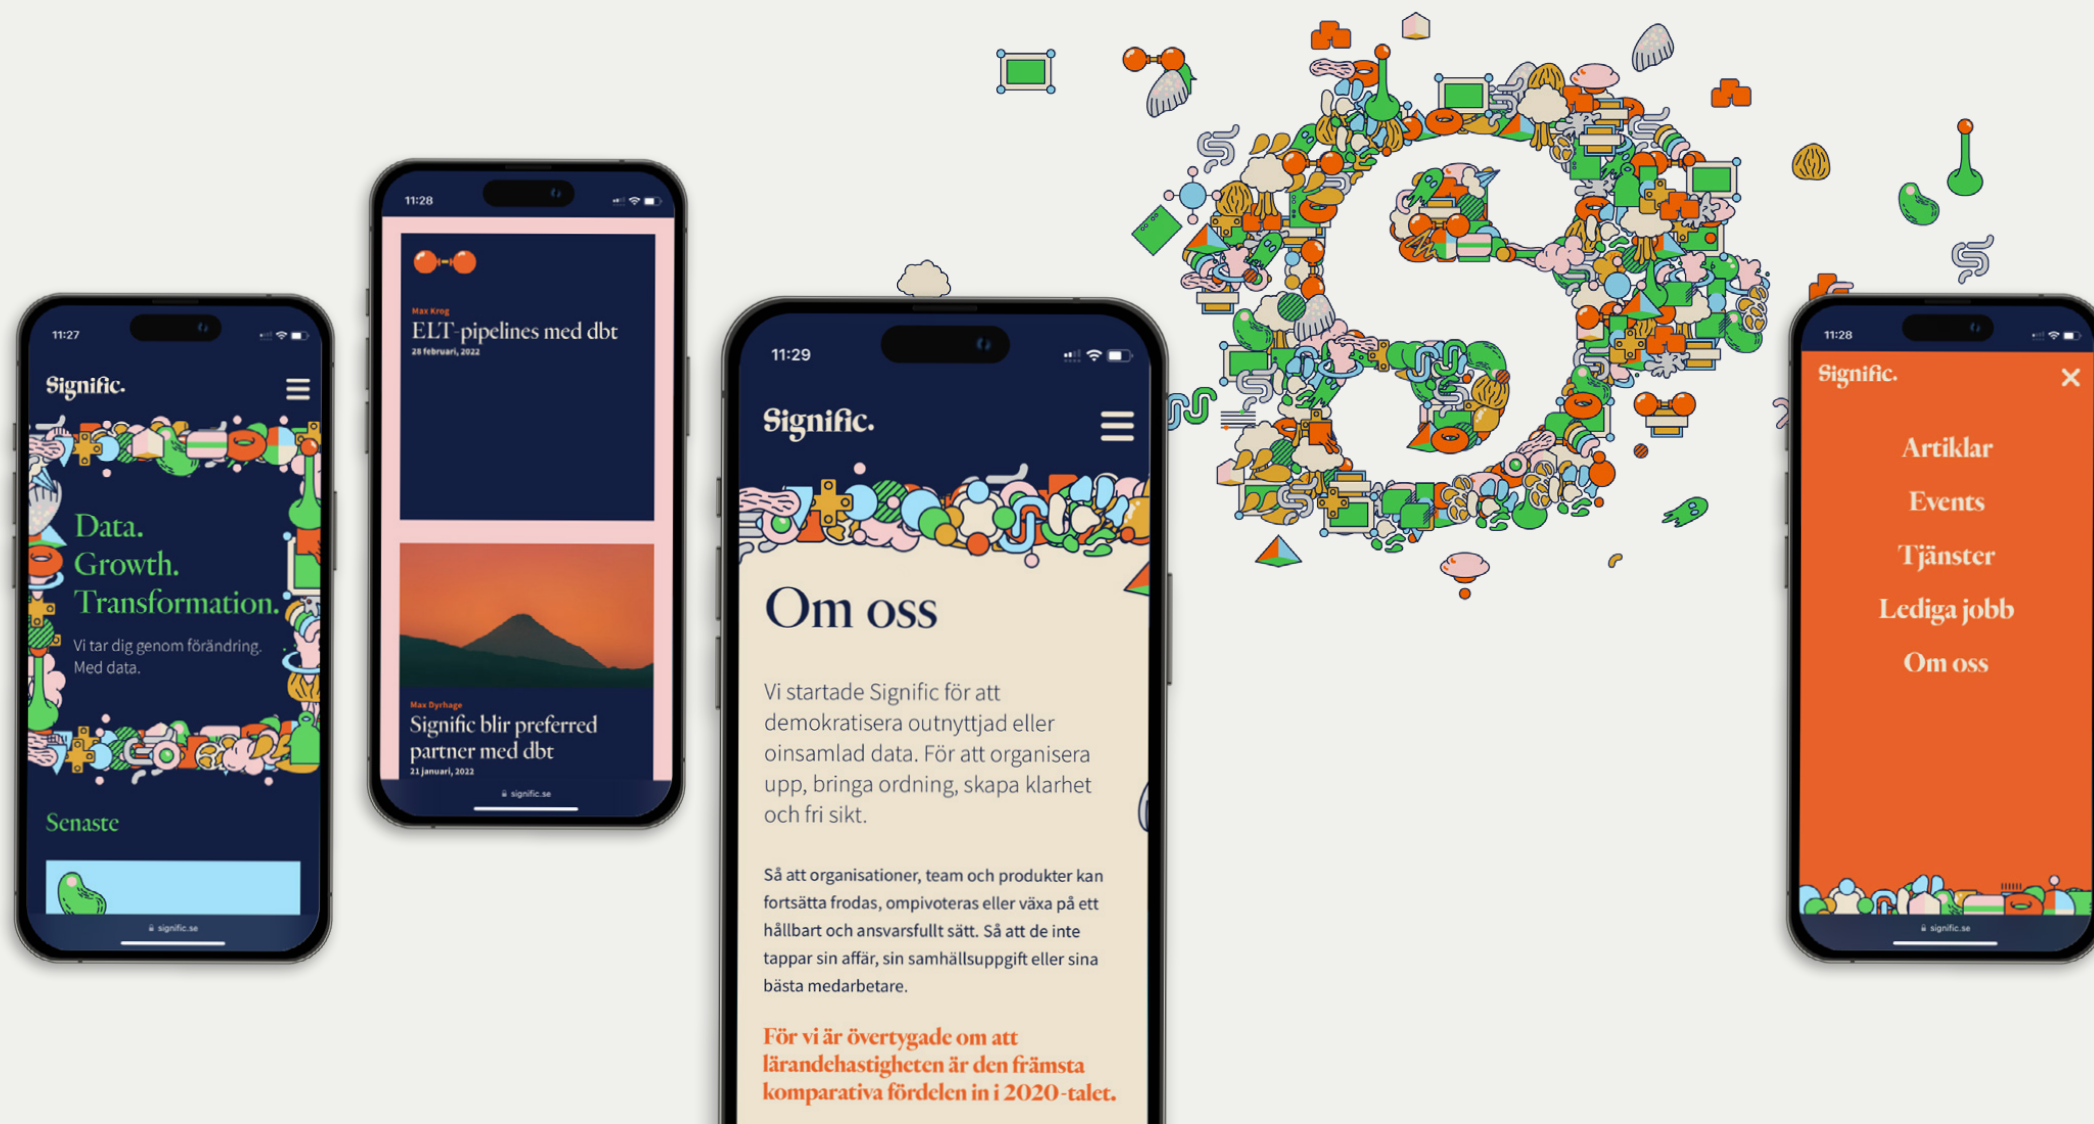 11:27
Signific.
Data.
Growth.
Transformation.
Vi tar dig genom förändring.
Med data.
Senaste
signific.se
11:28
Max Krog
ELT-pipelines med dbt
28 februari, 2022
Max Dyrhage
Signific blir preferred
partner med dbt
21 januari, 2022
signific.se
11:29
Signific.
Om oss
Vi startade Signific för att
demokratisera outnyttjad eller
oinsamlad data. För att organisera
upp, bringa ordning, skapa klarhet
och fri sikt.
Så att organisationer, team och produkter kan
fortsätta frodas, ompivoteras eller växa på ett
hållbart och ansvarsfullt sätt. Så att de inte
tappar sin affär, sin samhällsuppgift eller sina
bästa medarbetare.
För vi är övertygade om att
lärandehastigheten är den främsta
komparativa fördelen in i 2020-talet.
S
11:28
Signific.
Artiklar
Events
Tjänster
Lediga jobb
Om oss
signific.se